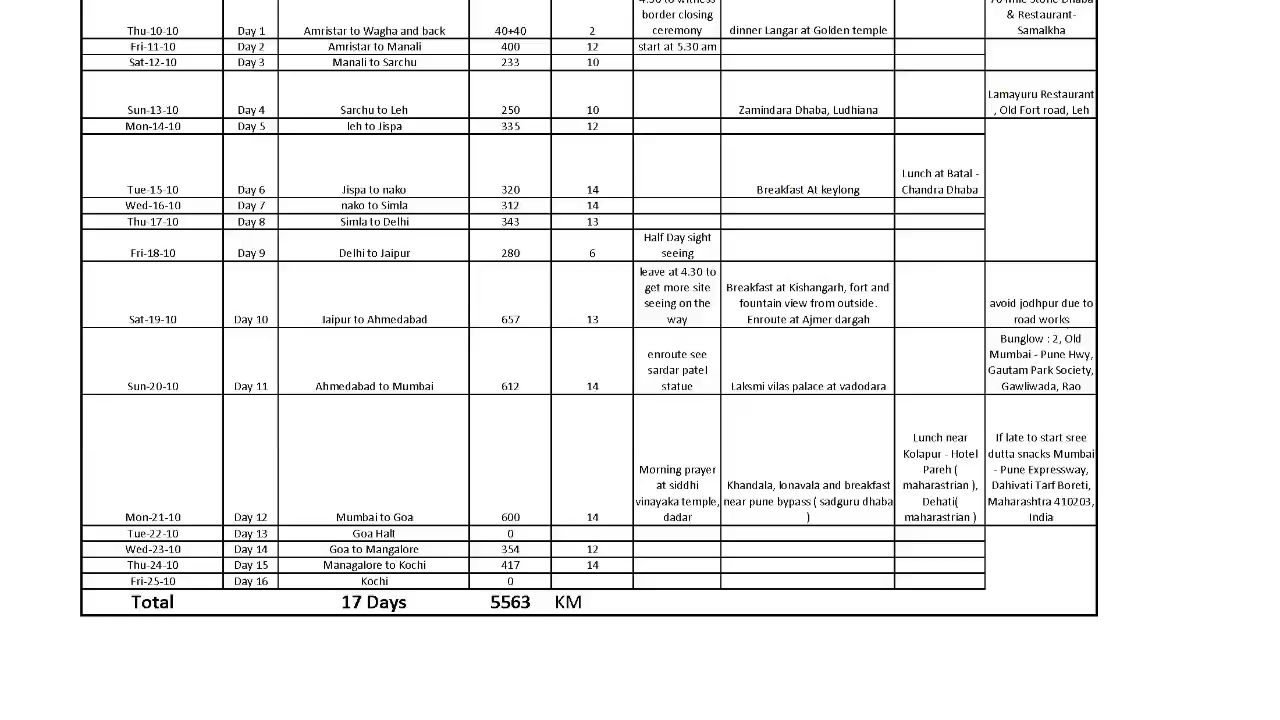 4.30 to witness
border closing
ceremony
70 mile Stone Dhaba
& Restaurant-
Samalkha
Thu-10-10 Day 1 Amristar to Wagha and back 40+40 2 dinner Langar at Golden temple
Fri-11-10 Day 2 Amristar to Manali 400 12 start at 5.30 am
Sat-12-10 Day 3 Manali to Sarchu 233 10
Lamayuru Restaurant
, Old Fort road, Leh
Sun-13-10 Day 4 Sarchu to Leh 250 10 Zamindara Dhaba, Ludhiana
Mon-14-10 Day 5 leh to Jispa 335 12
Lunch at Batal -
Chandra Dhaba
Tue-15-10 Day 6 Jispa to nako 320 14 Breakfast At keylong
Wed-16-10 Day 7 nako to Simla 312 14
Thu-17-10 Day 8 Simla to Delhi 343 13
Half Day sight
seeing
Fri-18-10 Day 9 Delhi to Jaipur 280 6
leave at 4.30 to
get more site
seeing on the
way
Breakfast at Kishangarh, fort and
fountain view from outside.
Enroute at Ajmer dargah
avoid jodhpur due to
road works
Sat-19-10 Day 10 Jaipur to Ahmedabad 657 13
enroute see
sardar patel
statue
Bunglow : 2, Old
Mumbai - Pune Hwy,
Gautam Park Society,
Gawliwada, Rao
Sun-20-10 Day 11 Ahmedabad to Mumbai 612 14 Laksmi vilas palace at vadodara
Morning prayer
at siddhi
vinayaka temple,
dadar
Khandala, lonavala and breakfast
near pune bypass ( sadguru dhaba
)
Lunch near
Kolapur - Hotel
Pareh (
maharastrian ),
Dehati(
maharastrian )
If late to start sree
dutta snacks Mumbai
- Pune Expressway,
Dahivati Tarf Boreti,
Maharashtra 410203,
India
Mon-21-10 Day 12 Mumbai to Goa 600 14
Tue-22-10 Day 13 Goa Halt 0
Wed-23-10 Day 14 Goa to Mangalore 354 12
Thu-24-10 Day 15 Managalore to Kochi 417 14
Fri-25-10 Day 16 Kochi 0
Total 17 Days 5563 KM